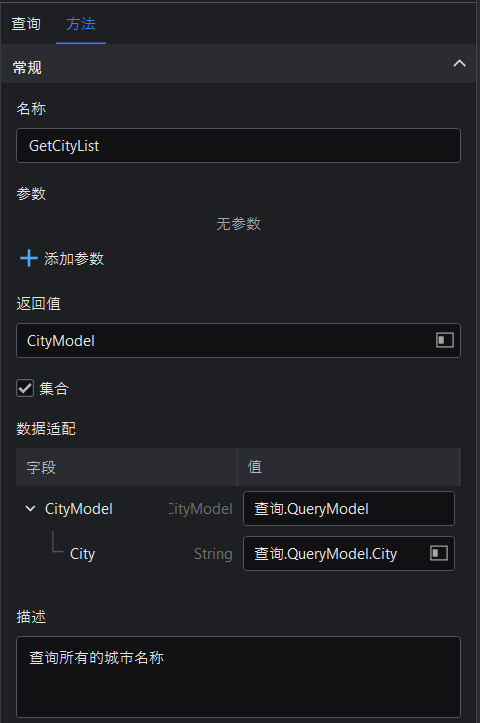 查询 方法
常规
名称
GetCityList
参数
无参数
添加参数
返回值
CityModel
集合
数据适配
字段 值
CityModel CityModel 查询.QueryModel
City String 查询.QueryModel.City
描述
查询所有的城市名称